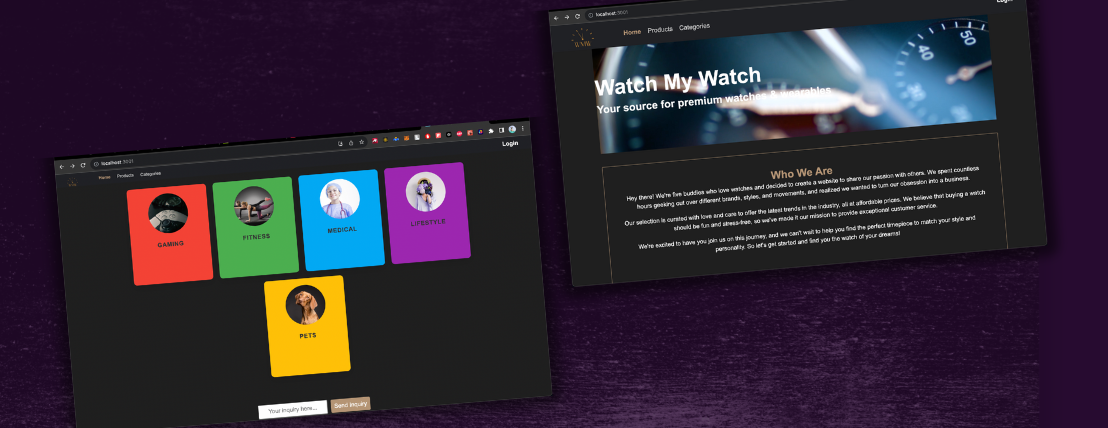 localhost:3001
Login
Home Products Categories
GAMING
FITNESS
MEDICAL
LIFESTYLE
PETS
Your inquiry here...
Send Inquiry
localhost:3001
Login
WMW
Home Products Categories
Watch My Watch
Your source for premium watches & wearables
50
Who We Are
Hey there! We're five buddies who love watches and decided to create a website to share our passion with others. We spent countless
hours geeking out over different brands, styles, and movements, and realized we wanted to turn our obsession into a business.
Our selection is curated with love and care to offer the latest trends in the industry, all at affordable prices. We believe that buying a watch
should be fun and stress-free, so we've made it our mission to provide exceptional customer service.
We're excited to have you join us on this journey, and we can't wait to help you find the perfect timepiece to match your style and
personality. So let's get started and find you the watch of your dreams!